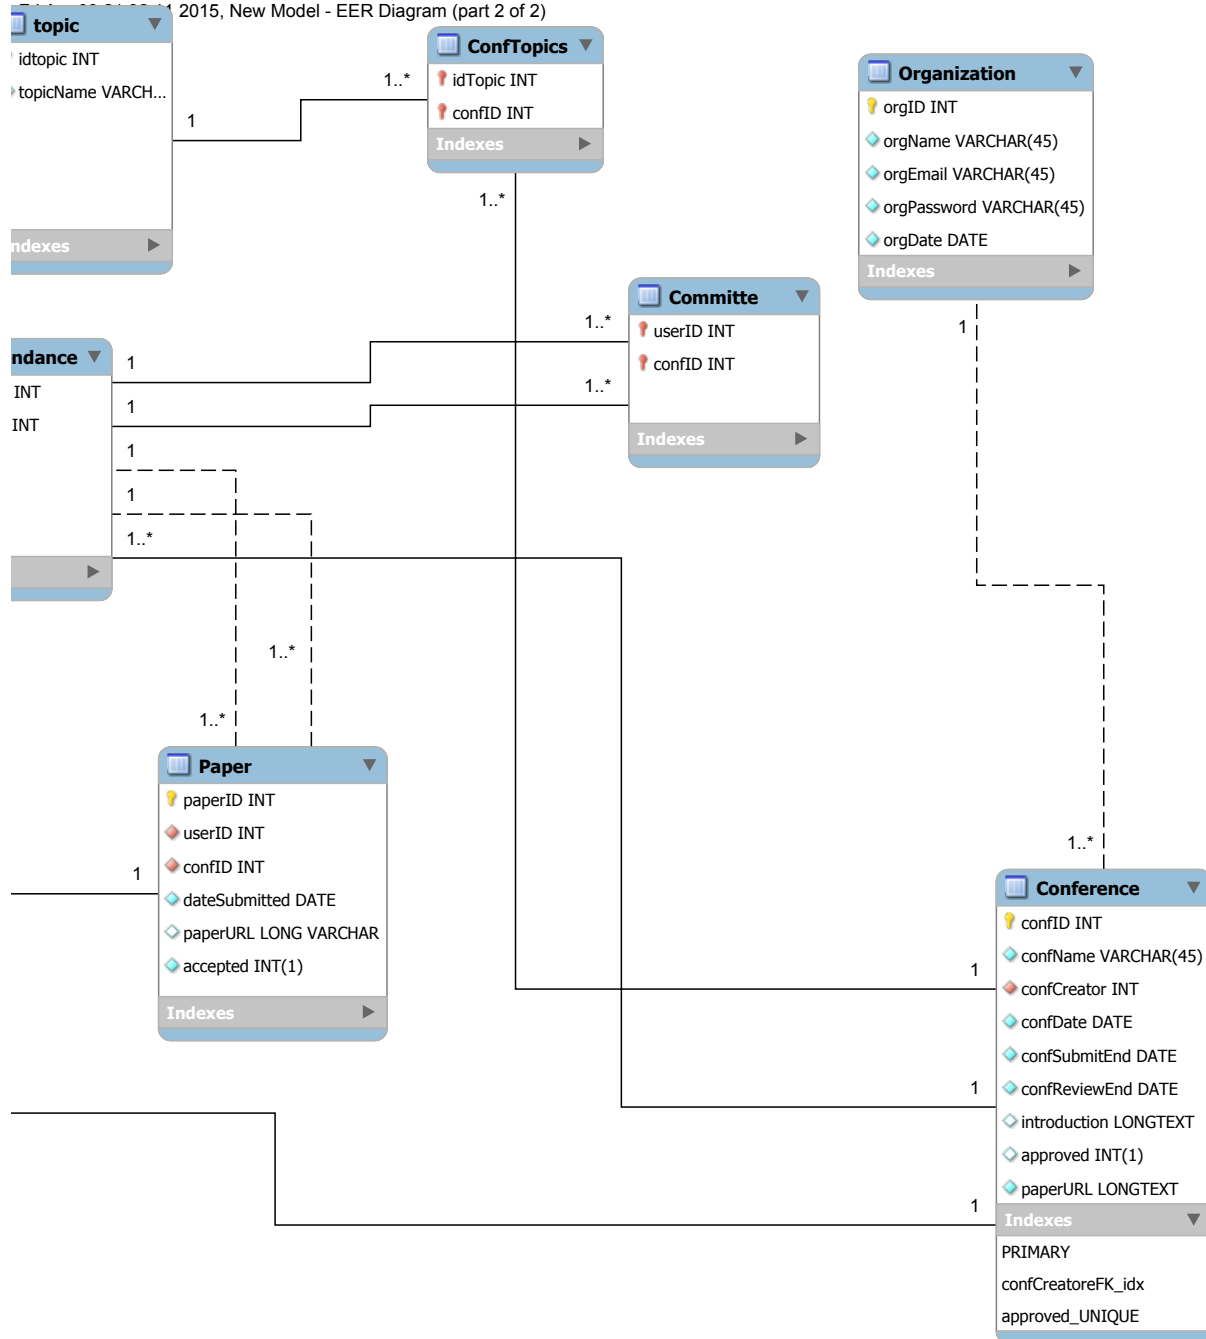 2015, New Model - EER Diagram (part 2 of 2)
topic
idtopic INT
topicName VARCH...
Indexes
1
1..*
ConfTopics
idTopic INT
confID INT
Indexes
1..*
Organization
orgID INT
orgName VARCHAR(45)
orgEmail VARCHAR(45)
orgPassword VARCHAR(45)
orgDate DATE
Indexes
1
Committe
userID INT
confID INT
Indexes
1..*
1..*
ndance
INT
INT
1
1
1
1
1..*
1..*
1..*
Paper
paperID INT
userID INT
confID INT
dateSubmitted DATE
paperURL LONG VARCHAR
accepted INT(1)
Indexes
1
1..*
Conference
confID INT
confName VARCHAR(45)
confCreator INT
confDate DATE
confSubmitEnd DATE
confReviewEnd DATE
introduction LONGTEXT
approved INT(1)
paperURL LONGTEXT
Indexes
PRIMARY
confCreatoreFK_idx
approved_UNIQUE
1
1
1